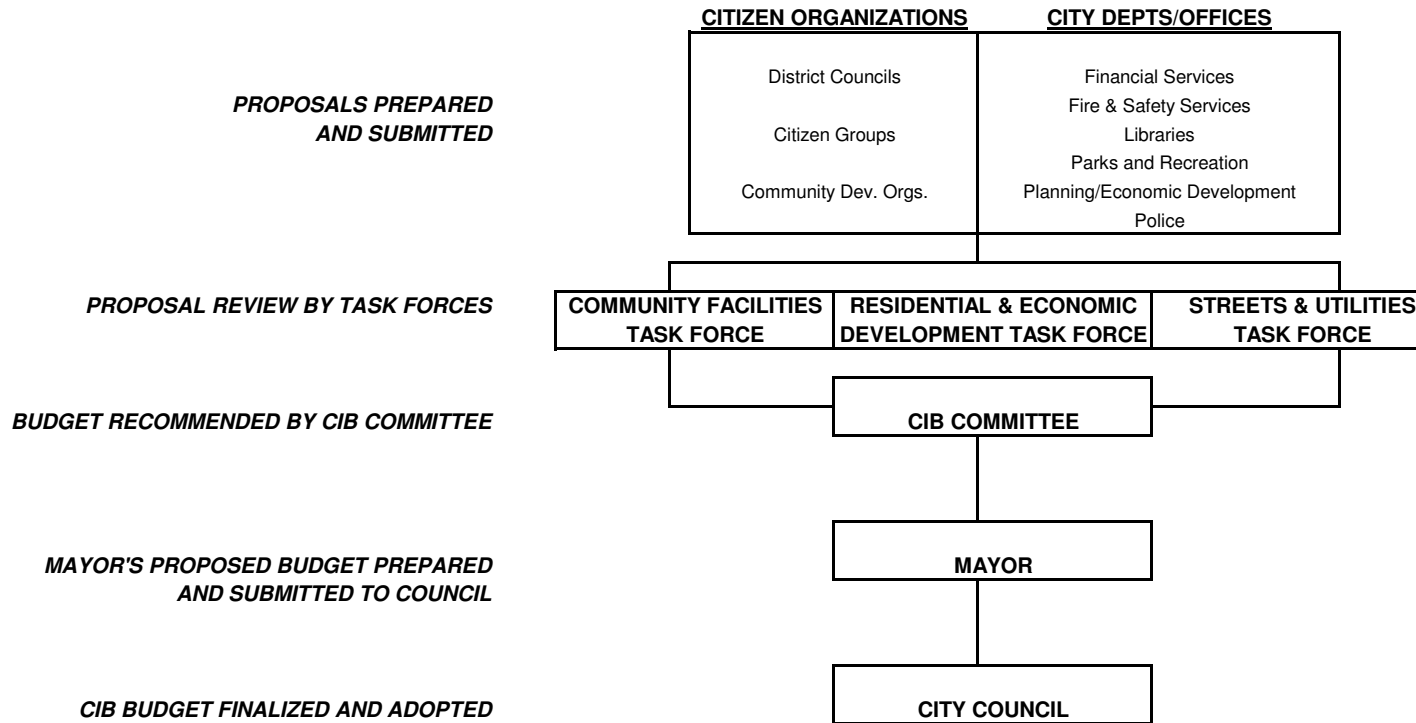 CITIZEN ORGANIZATIONS CITY DEPTS/OFFICES
District Councils Financial Services
PROPOSALS PREPARED Fire & Safety Services
AND SUBMITTED Citizen Groups Libraries
Parks and Recreation
Community Dev. Orgs. Planning/Economic Development
Police
PROPOSAL REVIEW BY TASK FORCES COMMUNITY FACILITIES RESIDENTIAL & ECONOMIC STREETS & UTILITIES
TASK FORCE DEVELOPMENT TASK FORCE TASK FORCE
BUDGET RECOMMENDED BY CIB COMMITTEE CIB COMMITTEE
MAYOR'S PROPOSED BUDGET PREPARED MAYOR
AND SUBMITTED TO COUNCIL
CIB BUDGET FINALIZED AND ADOPTED CITY COUNCIL